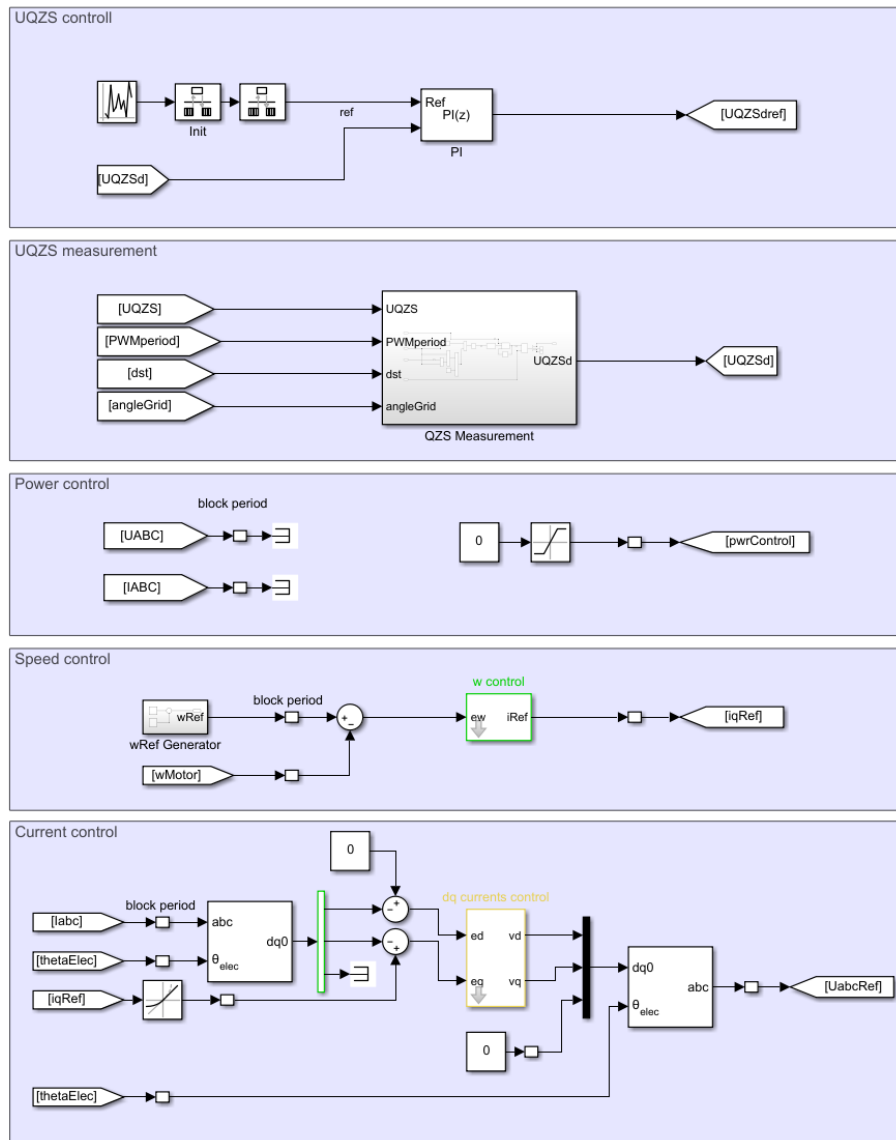 UQZS controll
Init
ref
Ref
PI(z)
PI
[UQZSdref]
[UQZSd]
UQZS measurement
[UQZS]
[PWMperiod]
[dst]
[angleGrid]
UQZS
PWMperiod
dst
angleGrid
UQZSd
QZS Measurement
[UQZSd]
Power control
block period
[UABC]
[IABC]
0
[pwrControl]
Speed control
wRef
wRef Generator
block period
[wMotor]
w control
ew
iRef
[iqRef]
Current control
0
[Iabc]
block period
[thetaElec]
[iqRef]
abc
θelec
dq0
dq currents control
ed
eq
vd
vq
0
dq0
θelec
abc
[UabcRef]
[thetaElec]